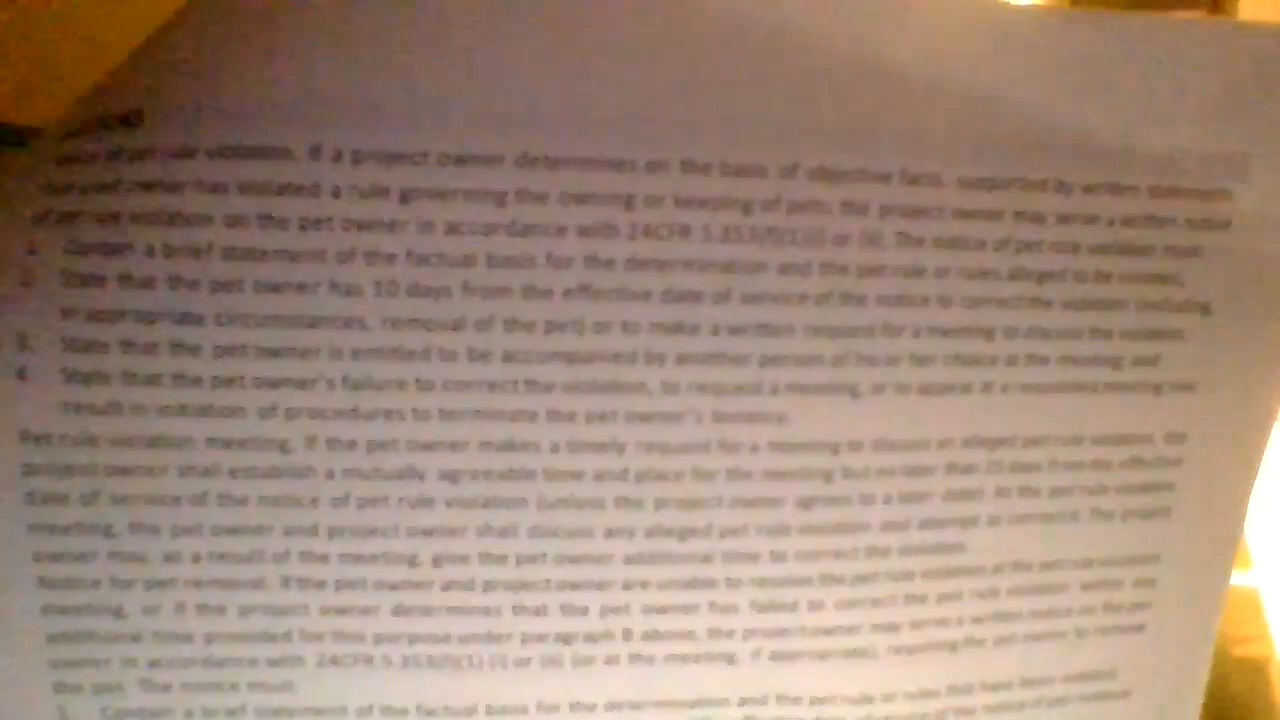 of pet rule violation. If a project owner determines on the basis of objective facts, supported by written statements
owner has violated a rule governing the owning or keeping of pets; the project owner may serve a written notice
of pet rule violation on the pet owner in accordance with 24CFR 5.353(f)(1)(i) or (ii). The notice of pet rule violation must:
1. Contain a brief statement of the factual basis for the determination and the pet rule or rules alleged to be violated;
2. State that the pet owner has 10 days from the effective date of service of the notice to correct the violation (including,
in appropriate circumstances, removal of the pet) or to make a written request for a meeting to discuss the violation.
3. State that the pet owner is entitled to be accompanied by another person of his or her choice at the meeting; and
4. State that the pet owner's failure to correct the violation, to request a meeting, or to appear at a requested meeting may
result in initiation of procedures to terminate the pet owner's tenancy.
Pet rule violation meeting. If the pet owner makes a timely request for a meeting to discuss an alleged pet rule violation, the
project owner shall establish a mutually agreeable time and place for the meeting but no later than 15 days from the effective
date of service of the notice of pet rule violation (unless the project owner agrees to a later date). At the pet rule violation
meeting, the pet owner and project owner shall discuss any alleged pet rule violation and attempt to correct it. The project
owner may, as a result of the meeting, give the pet owner additional time to correct the violation.
Notice for pet removal. If the pet owner and project owner are unable to resolve the pet rule violation at the pet rule violation
meeting, or if the project owner determines that the pet owner has failed to correct the pet rule violation within any
additional time provided for this purpose under paragraph B above, the project owner may serve a written notice on the pet
owner in accordance with 24CFR 5.353(f)(1) (i) or (ii) (or at the meeting, if appropriate), requiring the pet owner to remove
the pet. The notice must:
1. Contain a brief statement of the factual basis for the determination and the pet rule or rules that have been violated;